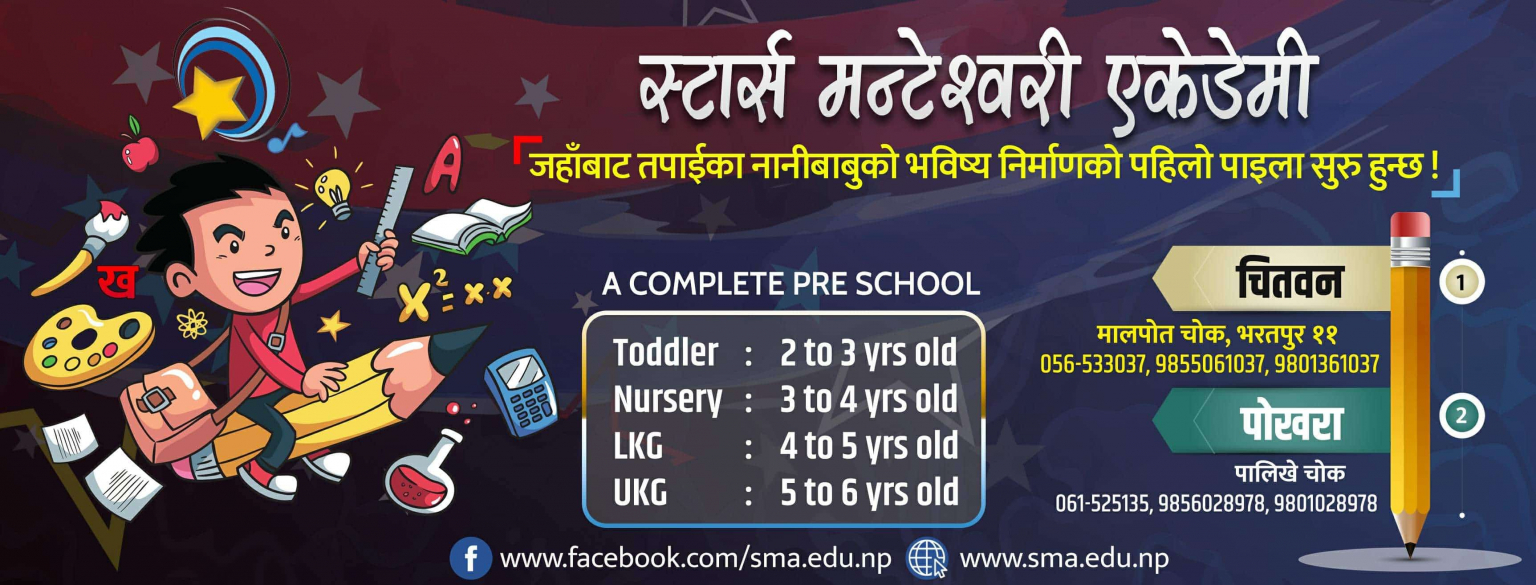 स्टार्स मन्टेश्वरी एकेडेमी
जहाँबाट तपाईका नानीबाबुको भविष्य निर्माणको पहिलो पाइला सुरु हुन्छ !
A
ख
X² = x·x
A COMPLETE PRE SCHOOL
Toddler : 2 to 3 yrs old
Nursery : 3 to 4 yrs old
LKG : 4 to 5 yrs old
UKG : 5 to 6 yrs old
चितवन
1
मालपोत चोक, भरतपुर ११
056-533037, 9855061037, 9801361037
पोखरा
2
पालिखे चोक
061-525135, 9856028978, 9801028978
www.facebook.com/sma.edu.np
www.sma.edu.np